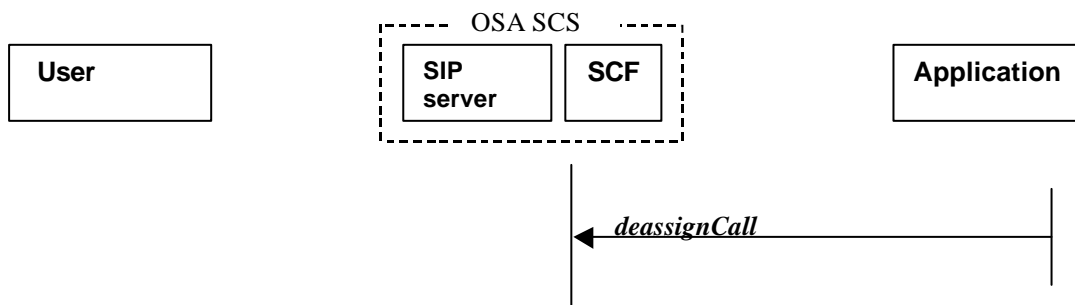 OSA SCS
User
SIP
server
SCF
Application
deassignCall